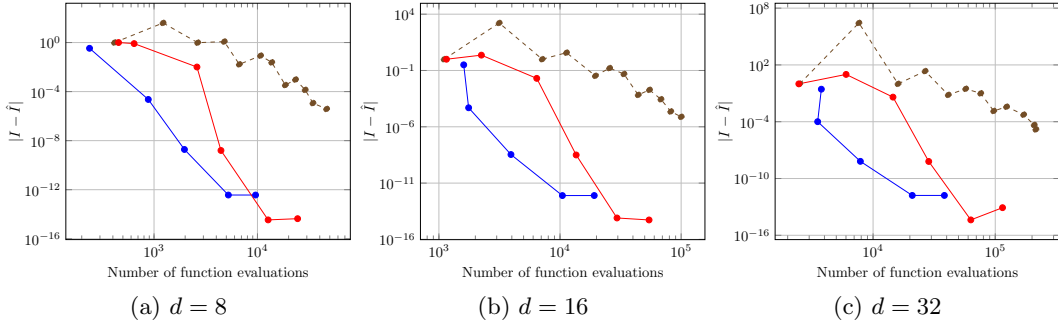 |I − Î|
10^0
10^−4
10^−8
10^−12
10^−16
10^3
10^4
Number of function evaluations
(a) d = 8
|I − Î|
10^4
10^−1
10^−6
10^−11
10^−16
10^3
10^4
10^5
Number of function evaluations
(b) d = 16
|I − Î|
10^8
10^2
10^−4
10^−10
10^−16
10^4
10^5
Number of function evaluations
(c) d = 32